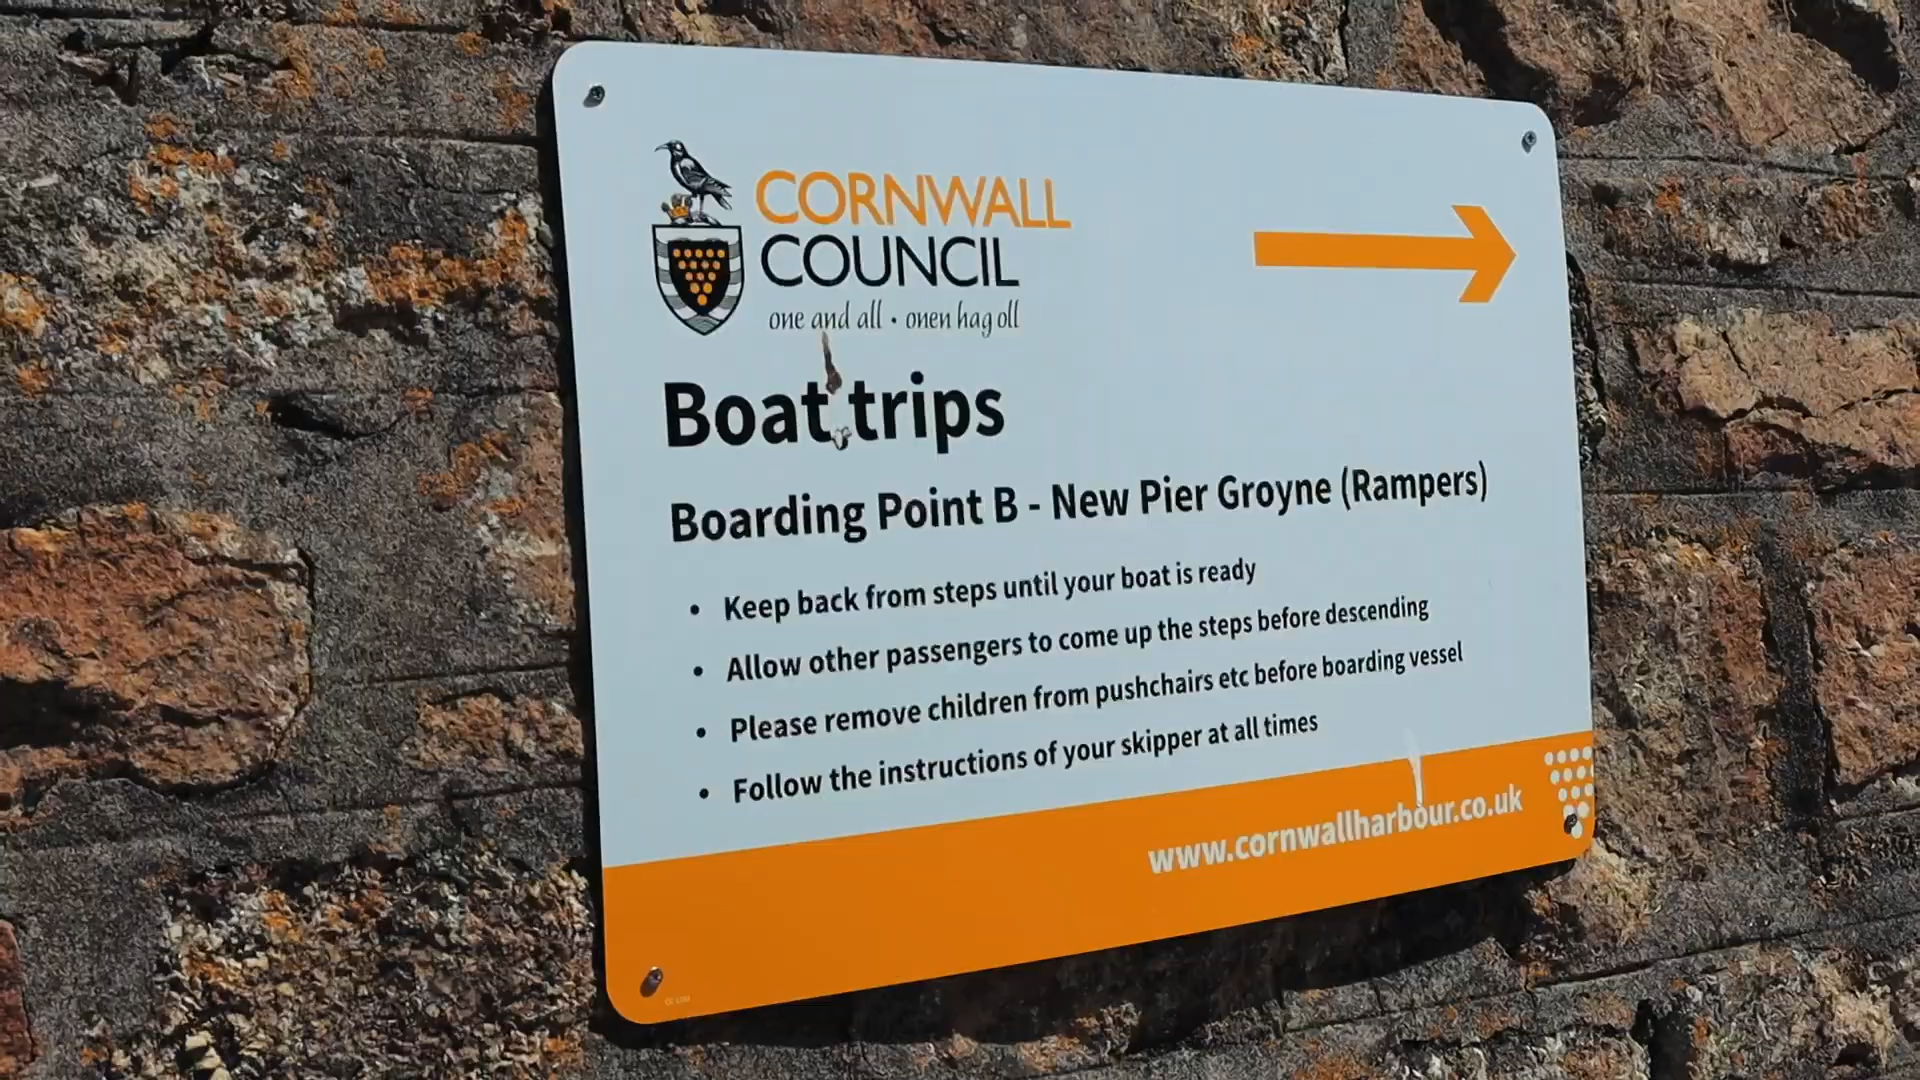 CORNWALL
COUNCIL
one and all • onen hag oll
Boat trips
Boarding Point B - New Pier Groyne (Rampers)
• Keep back from steps until your boat is ready
• Allow other passengers to come up the steps before descending
• Please remove children from pushchairs etc before boarding vessel
• Follow the instructions of your skipper at all times
www.cornwallharbour.co.uk